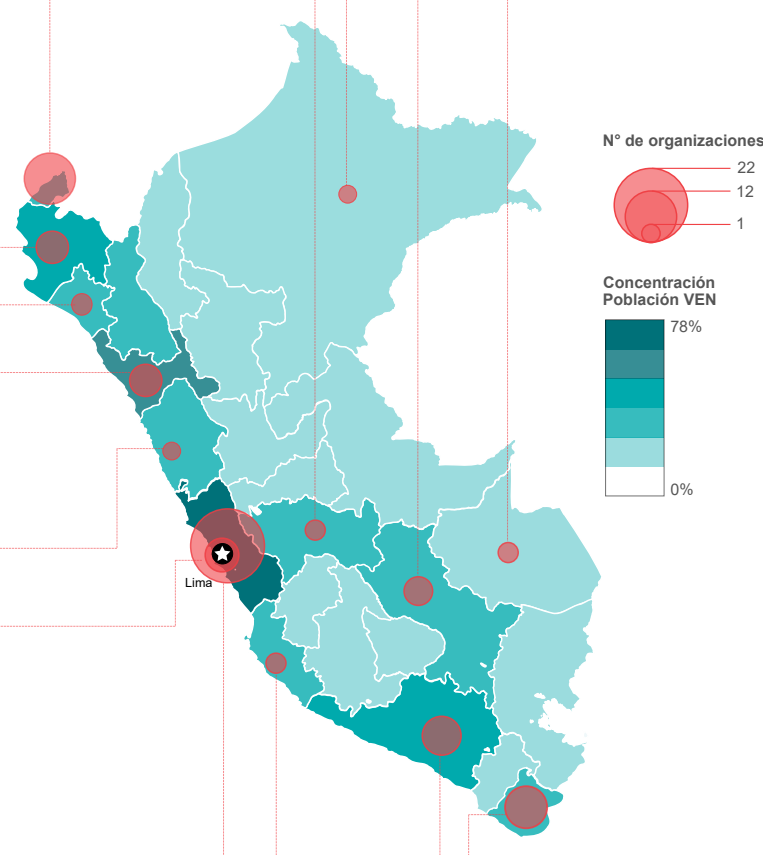 N° de organizaciones
22
12
1
Concentración
Población VEN
78%
0%
Lima